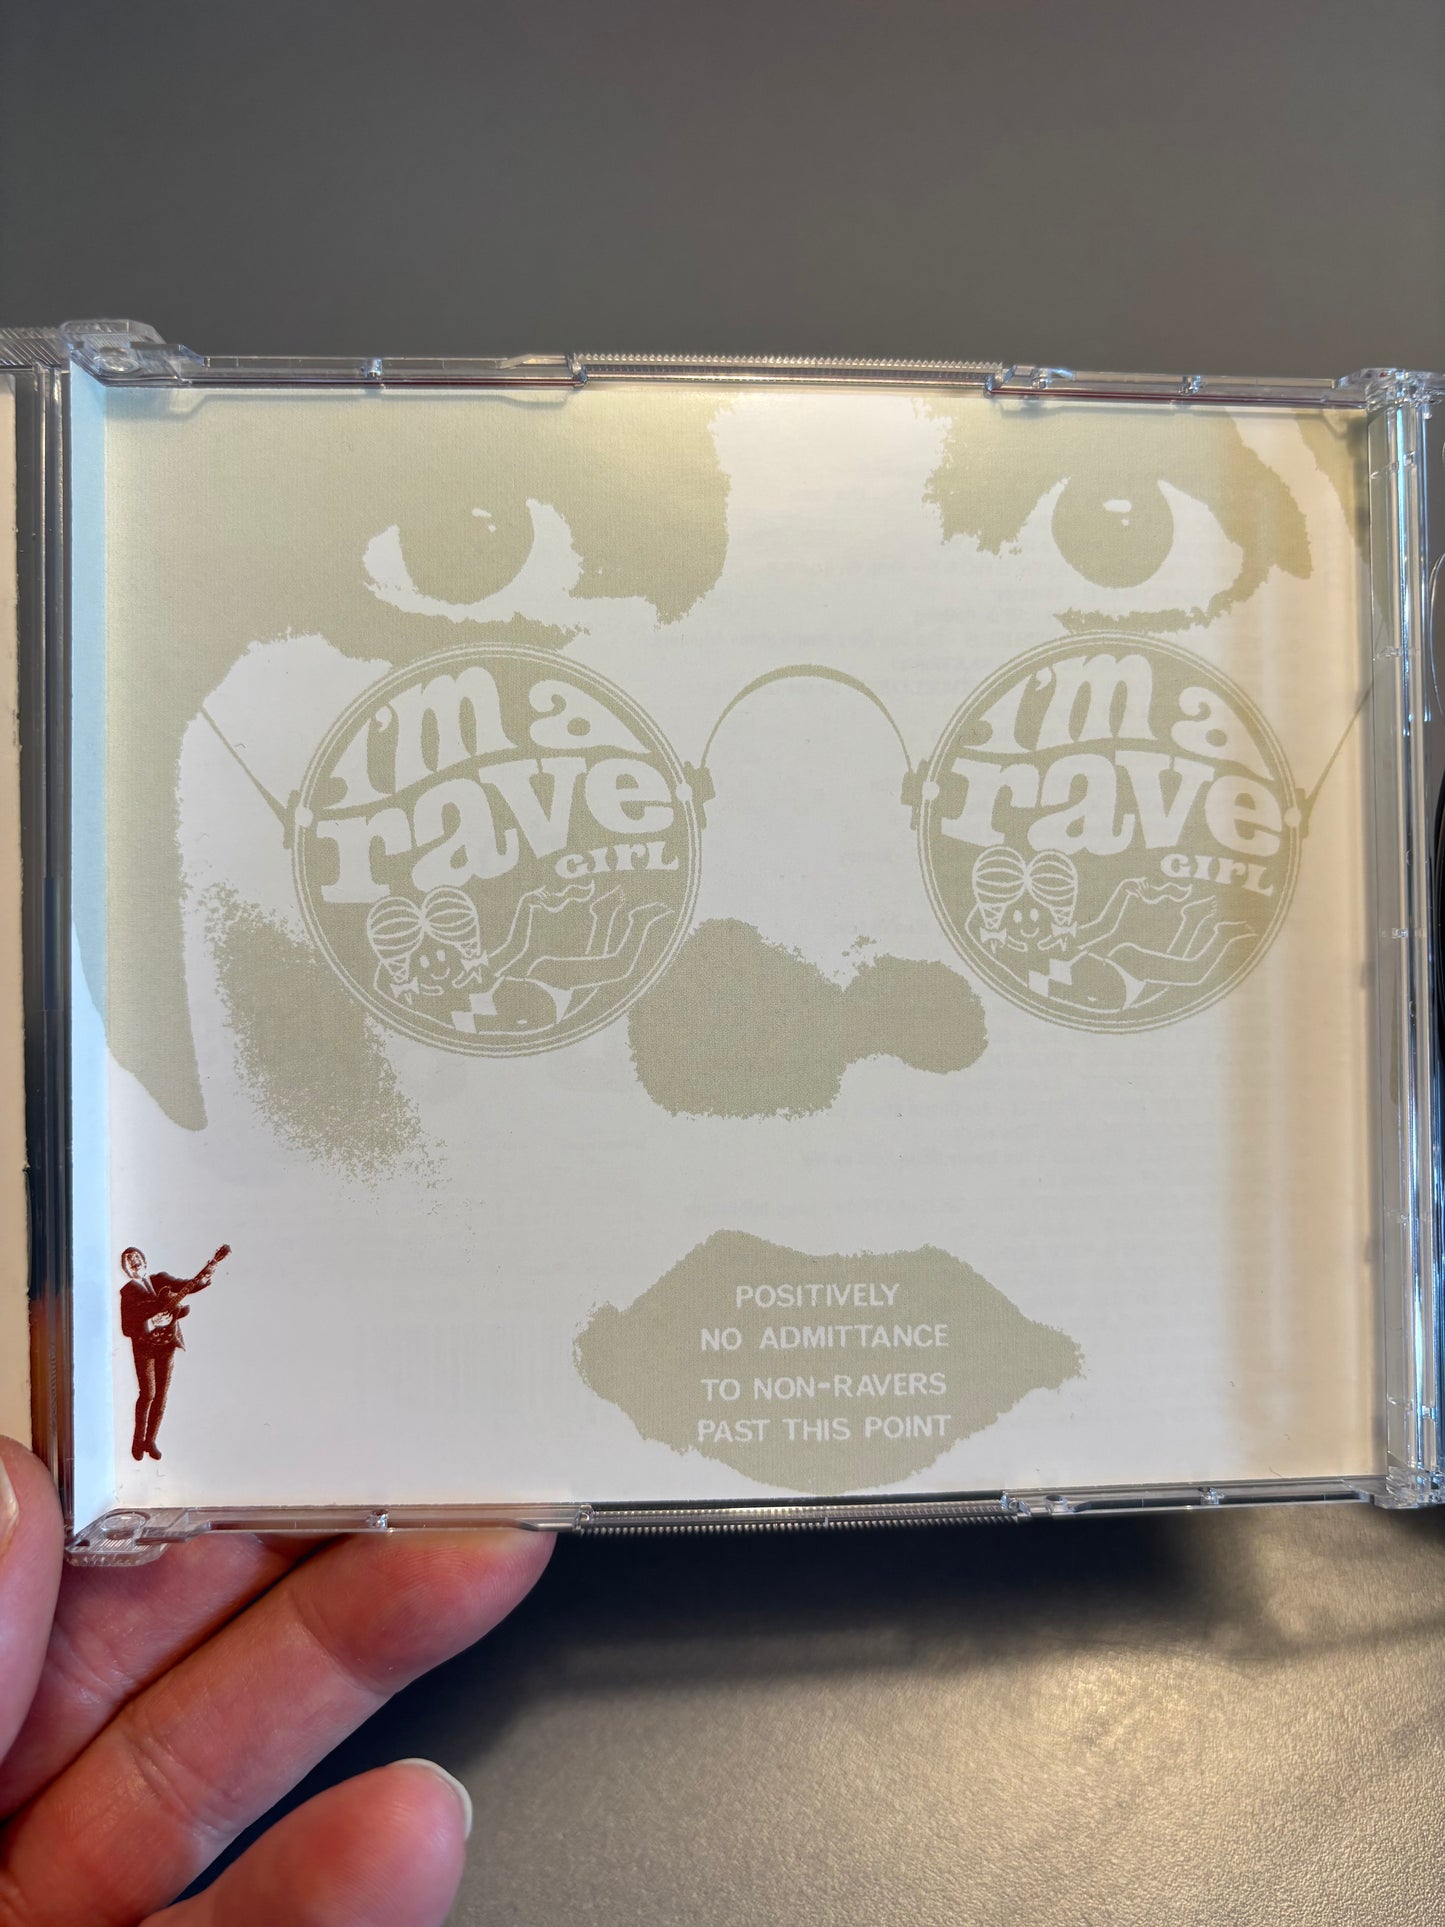 i'm a
rave
GIRL
i'm a
rave
GIRL
POSITIVELY
NO ADMITTANCE
TO NON-RAVERS
PAST THIS POINT